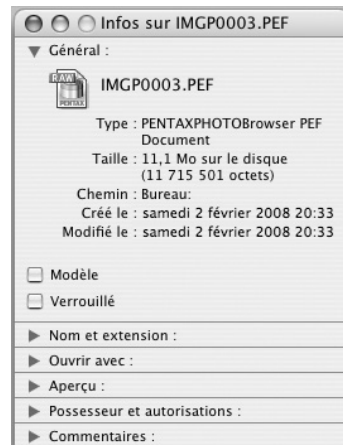 Infos sur IMGP0003.PEF
Général :
RAW
PENTAX
IMGP0003.PEF
Type : PENTAXPHOTOBrowser PEF
Document
Taille : 11,1 Mo sur le disque
(11 715 501 octets)
Chemin : Bureau:
Créé le : samedi 2 février 2008 20:33
Modifié le : samedi 2 février 2008 20:33
Modèle
Verrouillé
Nom et extension :
Ouvrir avec :
Aperçu :
Possesseur et autorisations :
Commentaires :